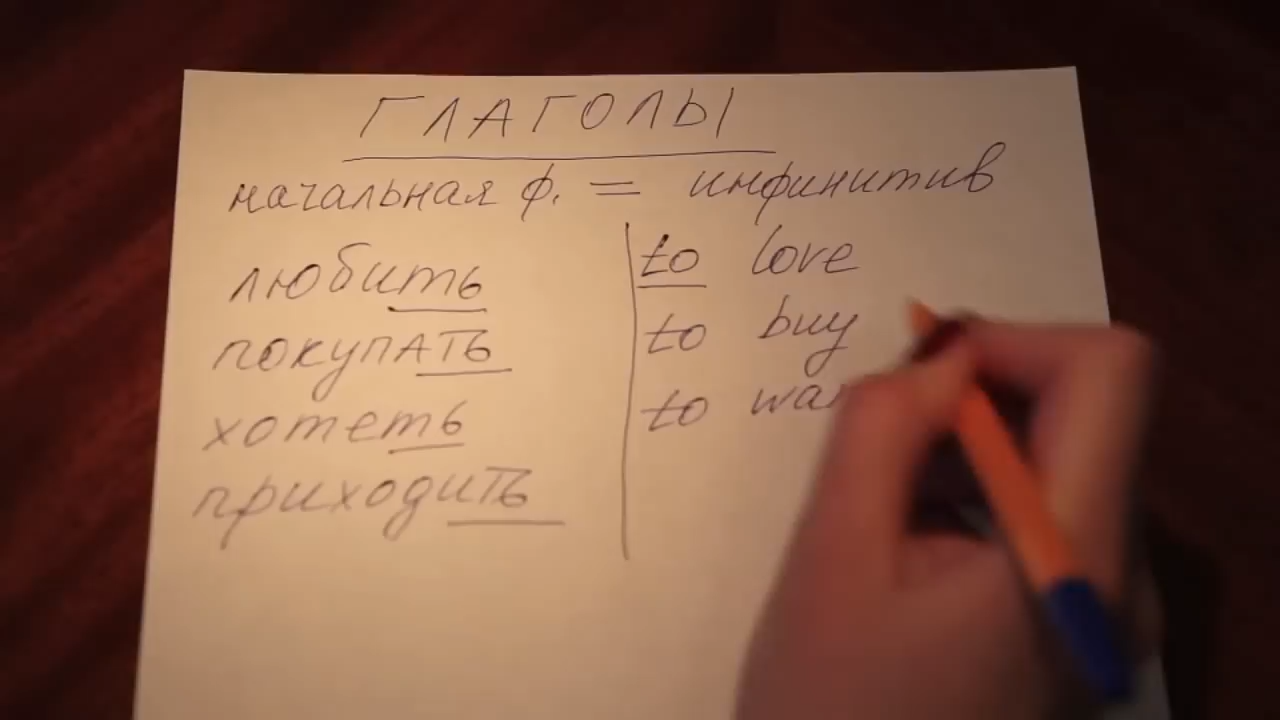 ГЛАГОЛЫ
начальная ф. = инфинитив
любить to love
покупать to buy
хотеть to
приходить